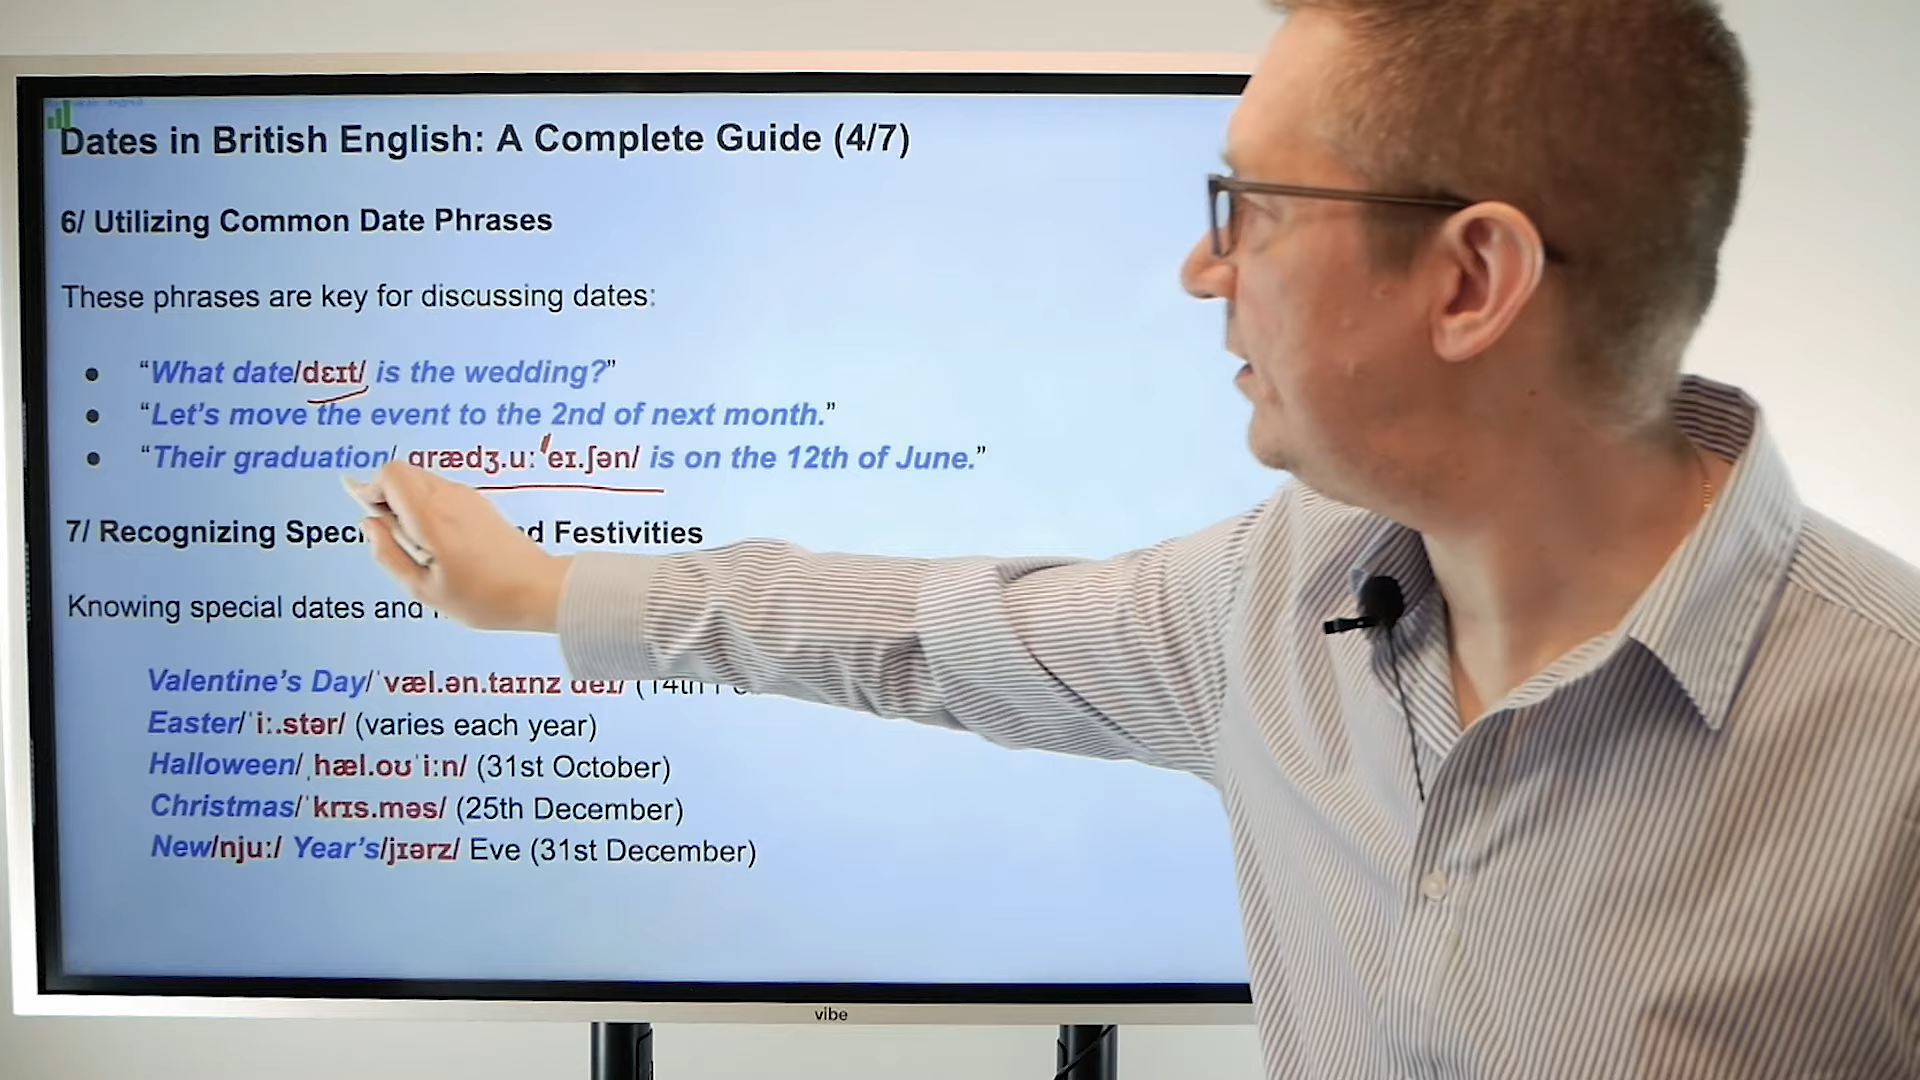 Dates in British English: A Complete Guide (4/7)
6/ Utilizing Common Date Phrases
These phrases are key for discussing dates:
● “What date/dɛɪt/ is the wedding?”
● “Let’s move the event to the 2nd of next month.”
● “Their graduation/ˌɡrædʒ.uːˈeɪ.ʃən/ is on the 12th of June.”
7/ Recognizing Festivities
Knowing special dates and
Valentine’s Day/ˈvæl.ən.taɪnz deɪ/ (14th
Easter/ˈiː.stər/ (varies each year)
Halloween/ˌhæl.oʊˈiːn/ (31st October)
Christmas/ˈkrɪs.məs/ (25th December)
New/njuː/ Year’s/jɪərz/ Eve (31st December)
vibe